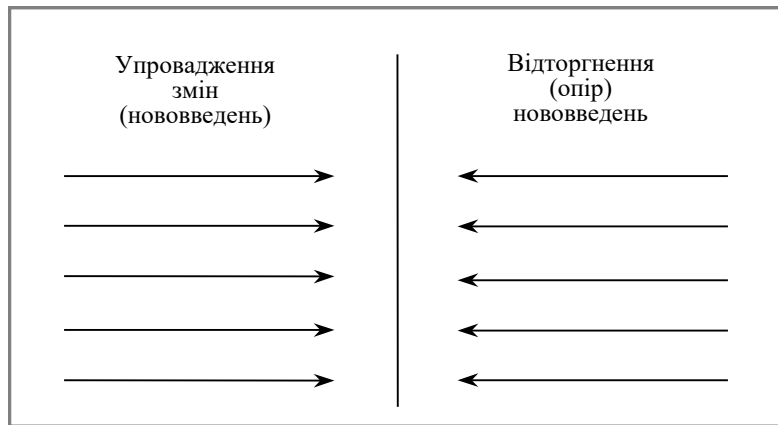 Упровадження
змін
(нововведень)
Відторгнення
(опір)
нововведень